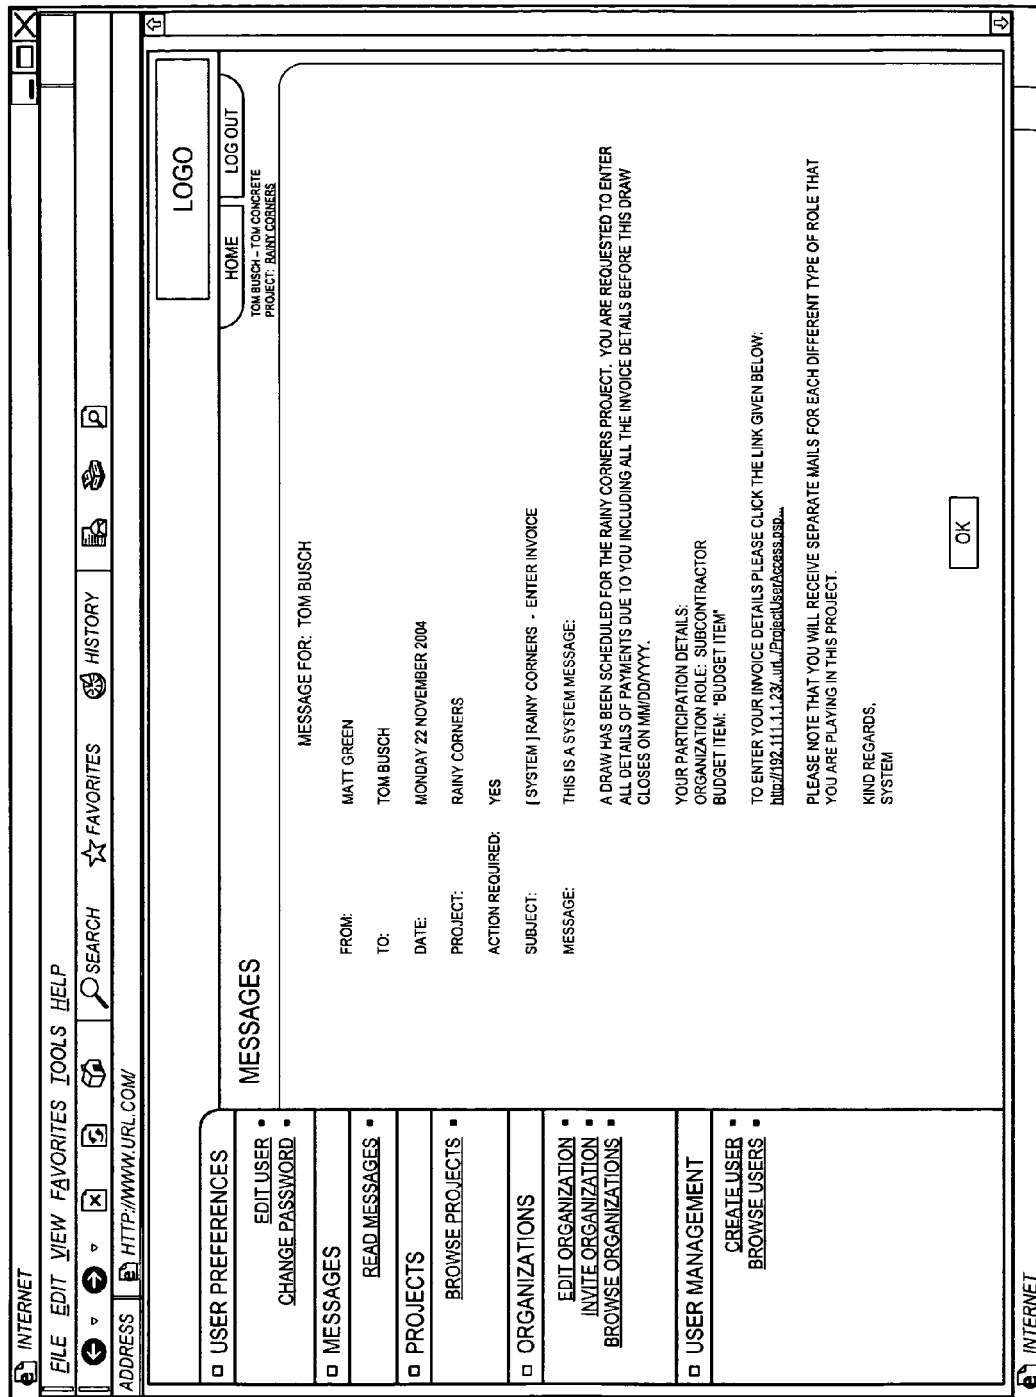 INTERNET
FILE EDIT VIEW FAVORITES TOOLS HELP
SEARCH FAVORITES HISTORY
ADDRESS HTTP://WWW.URL.COM/
LOGO
HOME LOG OUT
TOM BUSCH – TOM CONCRETE
PROJECT: RAINY CORNERS
USER PREFERENCES
EDIT USER
CHANGE PASSWORD
MESSAGES
READ MESSAGES
PROJECTS
BROWSE PROJECTS
ORGANIZATIONS
EDIT ORGANIZATION
INVITE ORGANIZATION
BROWSE ORGANIZATIONS
USER MANAGEMENT
CREATE USER
BROWSE USERS
MESSAGES
MESSAGE FOR: TOM BUSCH
FROM: MATT GREEN
TO: TOM BUSCH
DATE: MONDAY 22 NOVEMBER 2004
PROJECT: RAINY CORNERS
ACTION REQUIRED: YES
SUBJECT: [ SYSTEM ] RAINY CORNERS - ENTER INVOICE
MESSAGE: THIS IS A SYSTEM MESSAGE:
A DRAW HAS BEEN SCHEDULED FOR THE RAINY CORNERS PROJECT. YOU ARE REQUESTED TO ENTER
ALL DETAILS OF PAYMENTS DUE TO YOU INCLUDING ALL THE INVOICE DETAILS BEFORE THIS DRAW
CLOSES ON MM/DD/YYYY.
YOUR PARTICIPATION DETAILS:
ORGANIZATION ROLE: SUBCONTRACTOR
BUDGET ITEM: "BUDGET ITEM"
TO ENTER YOUR INVOICE DETAILS PLEASE CLICK THE LINK GIVEN BELOW:
http://192.111.1.23/..url../ProjectUserAccess.psp...
PLEASE NOTE THAT YOU WILL RECEIVE SEPARATE MAILS FOR EACH DIFFERENT TYPE OF ROLE THAT
YOU ARE PLAYING IN THIS PROJECT.
KIND REGARDS,
SYSTEM
OK
INTERNET